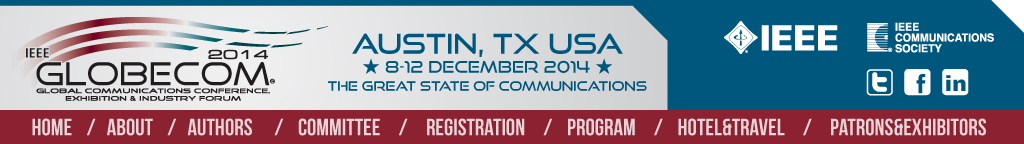 IEEE 2014
GLOBECOM®
GLOBAL COMMUNICATIONS CONFERENCE,
EXHIBITION & INDUSTRY FORUM
AUSTIN, TX USA
★ 8-12 DECEMBER 2014 ★
THE GREAT STATE OF COMMUNICATIONS
IEEE
IEEE
COMMUNICATIONS
SOCIETY
HOME / ABOUT / AUTHORS / COMMITTEE / REGISTRATION / PROGRAM / HOTEL&TRAVEL / PATRONS&EXHIBITORS